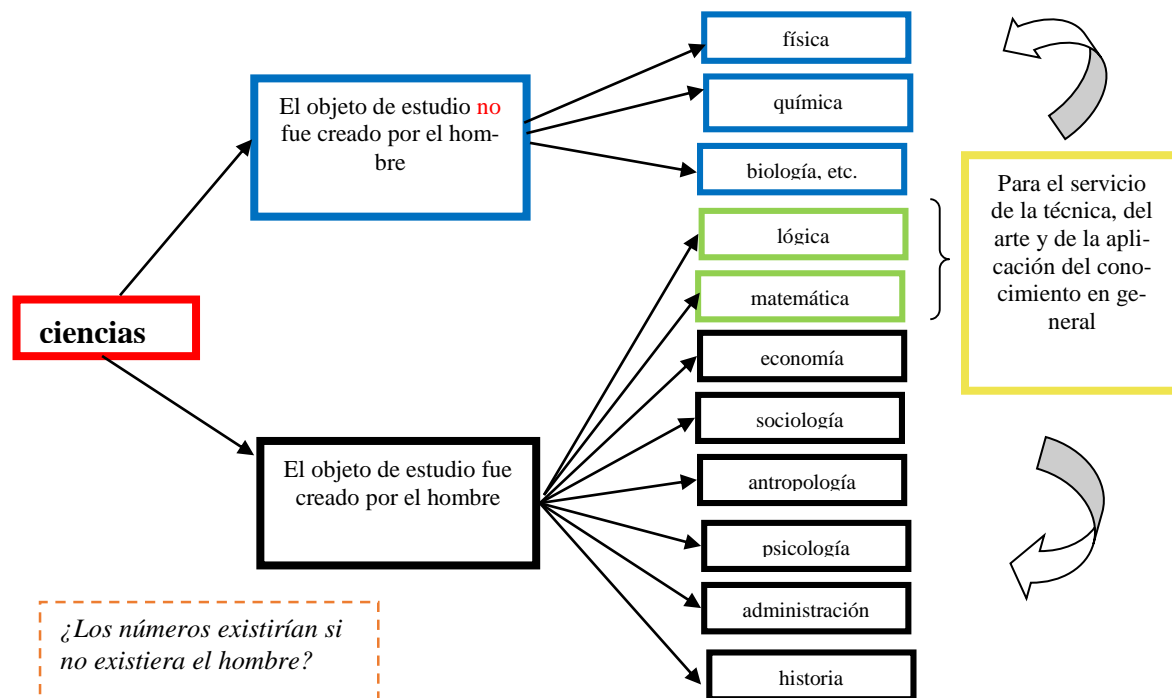 física
El objeto de estudio no
fue creado por el hom-
bre
química
biología, etc.
Para el servicio
de la técnica, del
arte y de la apli-
cación del cono-
cimiento en ge-
neral
lógica
matemática
ciencias
economía
sociología
El objeto de estudio fue
creado por el hombre
antropología
psicología
administración
historia
¿Los números existirían si
no existiera el hombre?